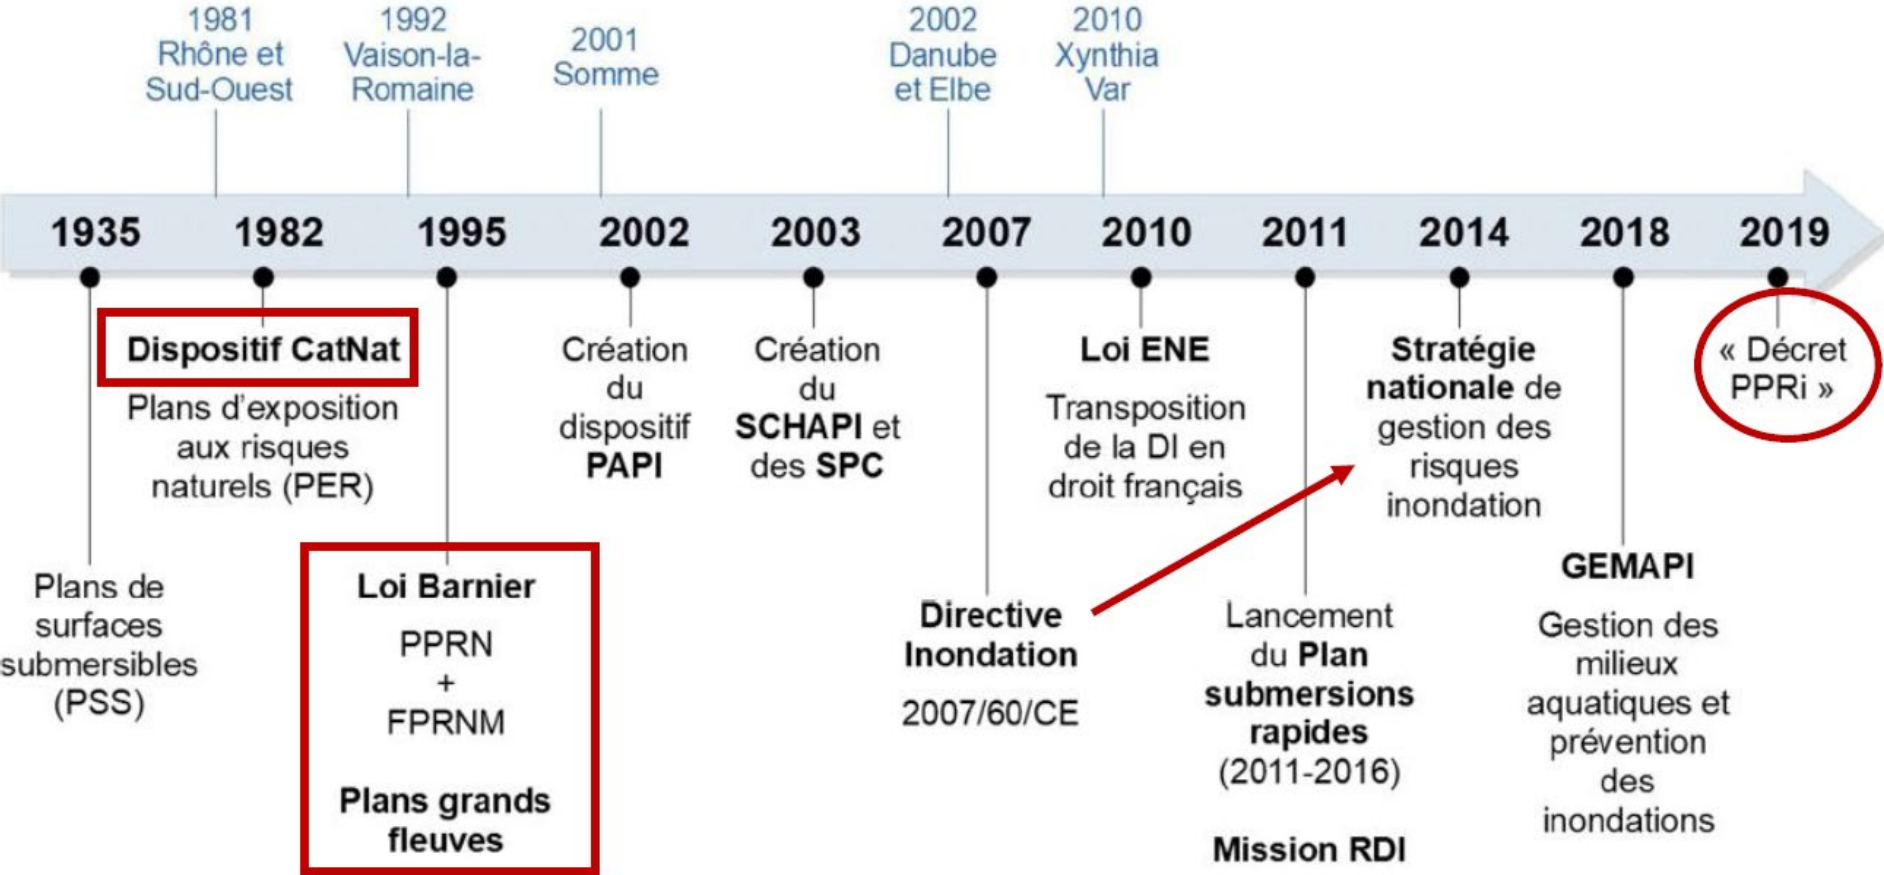 1981
Rhône et
Sud-Ouest
1992
Vaison-la-
Romaine
2001
Somme
2002
Danube
et Elbe
2010
Xynthia
Var
1935
1982
1995
2002
2003
2007
2010
2011
2014
2018
2019
Plans de
surfaces
submersibles
(PSS)
Dispositif CatNat
Plans d'exposition
aux risques
naturels (PER)
Loi Barnier
PPRN
+
FPRNM
Plans grands
fleuves
Création
du
dispositif
PAPI
Création
du
SCHAPI et
des SPC
Directive
Inondation
2007/60/CE
Loi ENE
Transposition
de la DI en
droit français
Lancement
du Plan
submersions
rapides
(2011-2016)
Mission RDI
Stratégie
nationale de
gestion des
risques
inondation
GEMAPI
Gestion des
milieux
aquatiques et
prévention
des
inondations
« Décret
PPRi »